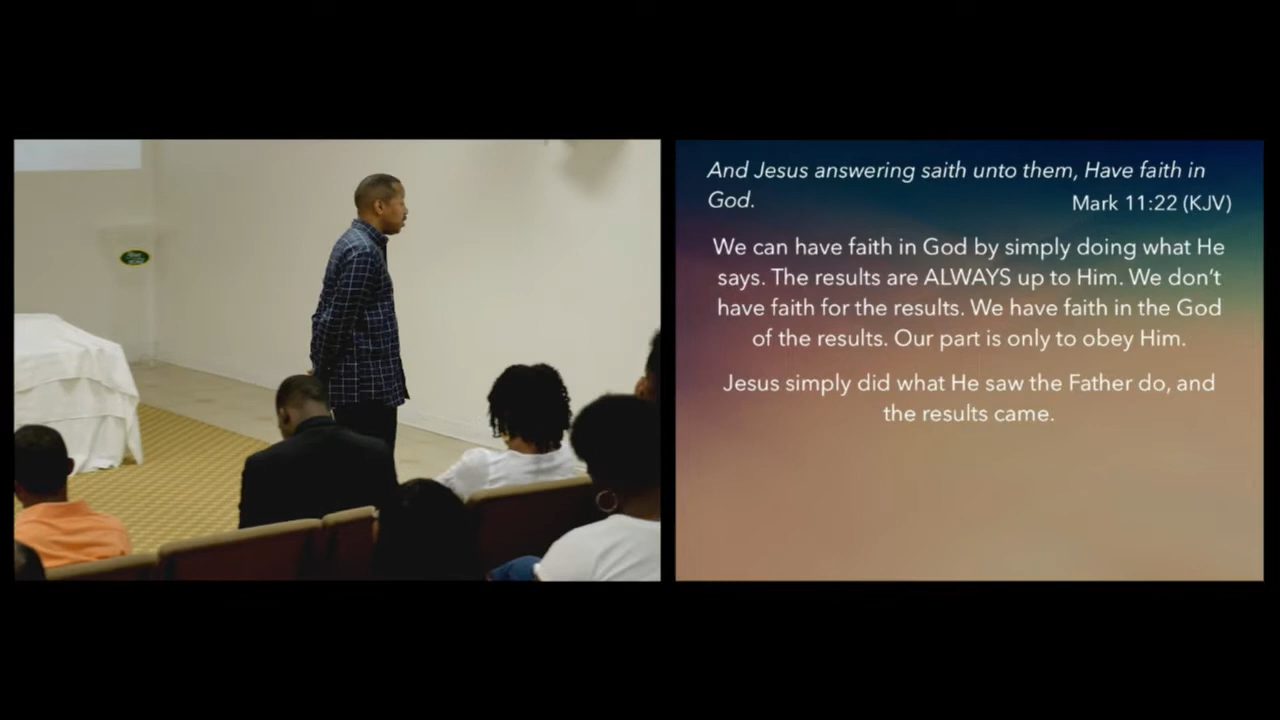 And Jesus answering saith unto them, Have faith in
God.
Mark 11:22 (KJV)
We can have faith in God by simply doing what He
says. The results are ALWAYS up to Him. We don't
have faith for the results. We have faith in the God
of the results. Our part is only to obey Him.
Jesus simply did what He saw the Father do, and
the results came.